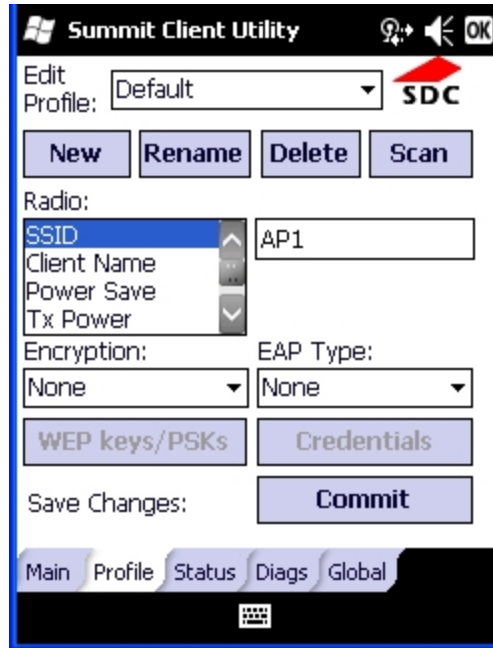 Summit Client Utility
OK
Edit
Profile:
Default
SDC
New Rename Delete Scan
Radio:
SSID
Client Name
Power Save
Tx Power
AP1
Encryption: EAP Type:
None None
WEP keys/PSKs Credentials
Save Changes: Commit
Main Profile Status Diags Global